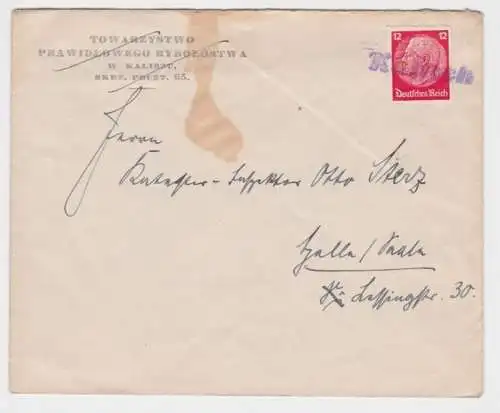 TOWARZYSTWO
PRAWIDŁOWEGO RYBOŁÓSTWA
W KALISZU.
SKRZ. POCZT. 65.
12 12
Deutsches Reich
Herrn
Kataster-Inspektor Otto Sterz
Halle/Saale
Lessingstr. 30.